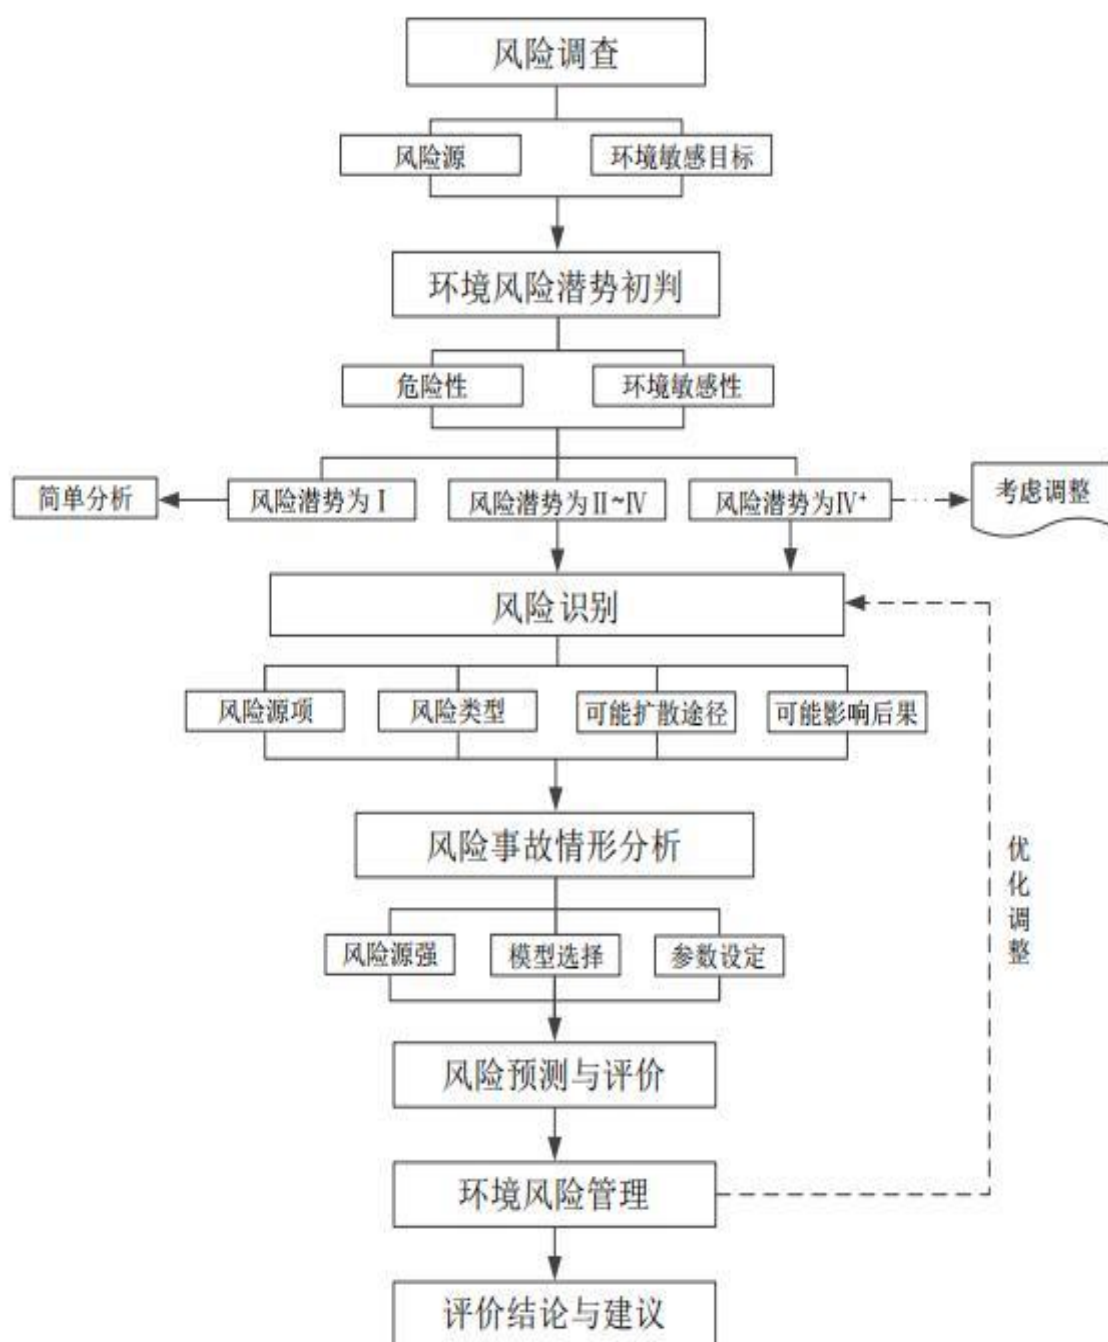 风险调查
风险源
环境敏感目标
环境风险潜势初判
危险性
环境敏感性
简单分析
风险潜势为Ⅰ
风险潜势为Ⅱ~Ⅳ
风险潜势为Ⅳ⁺
考虑调整
风险识别
风险源项
风险类型
可能扩散途径
可能影响后果
风险事故情形分析
优化调整
风险源强
模型选择
参数设定
风险预测与评价
环境风险管理
评价结论与建议